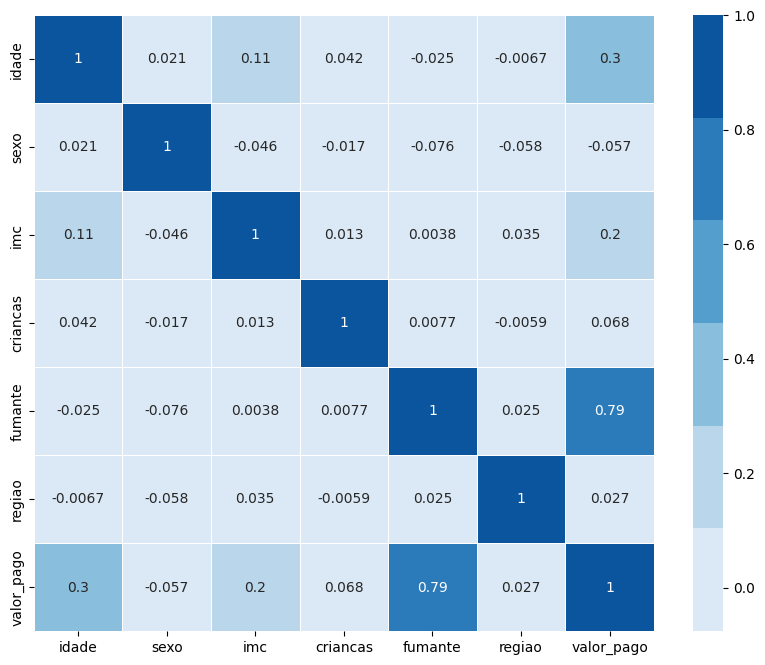 idade 1 0.021 0.11 0.042 -0.025 -0.0067 0.3
sexo 0.021 1 -0.046 -0.017 -0.076 -0.058 -0.057
imc 0.11 -0.046 1 0.013 0.0038 0.035 0.2
criancas 0.042 -0.017 0.013 1 0.0077 -0.0059 0.068
fumante -0.025 -0.076 0.0038 0.0077 1 0.025 0.79
regiao -0.0067 -0.058 0.035 -0.0059 0.025 1 0.027
valor_pago 0.3 -0.057 0.2 0.068 0.79 0.027 1
idade sexo imc criancas fumante regiao valor_pago
1.0
0.8
0.6
0.4
0.2
0.0